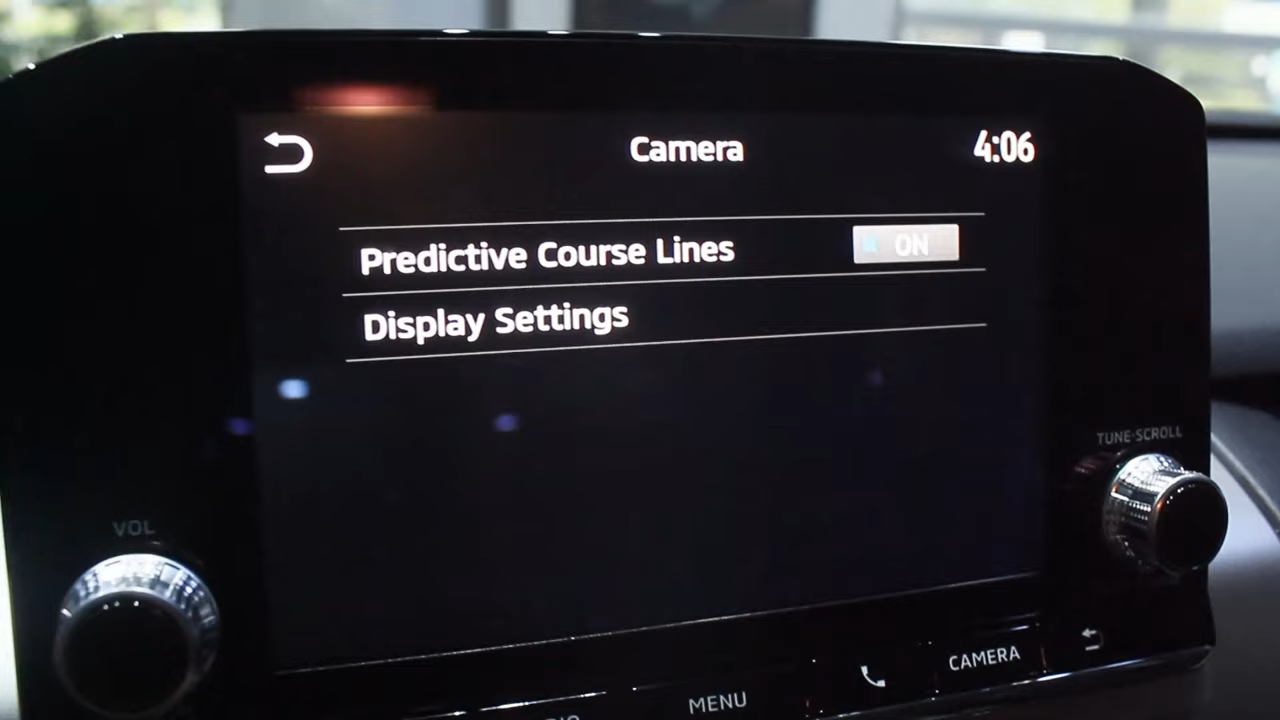 Camera
4:06
Predictive Course Lines
ON
Display Settings
TUNE·SCROLL
VOL
CAMERA
MENU